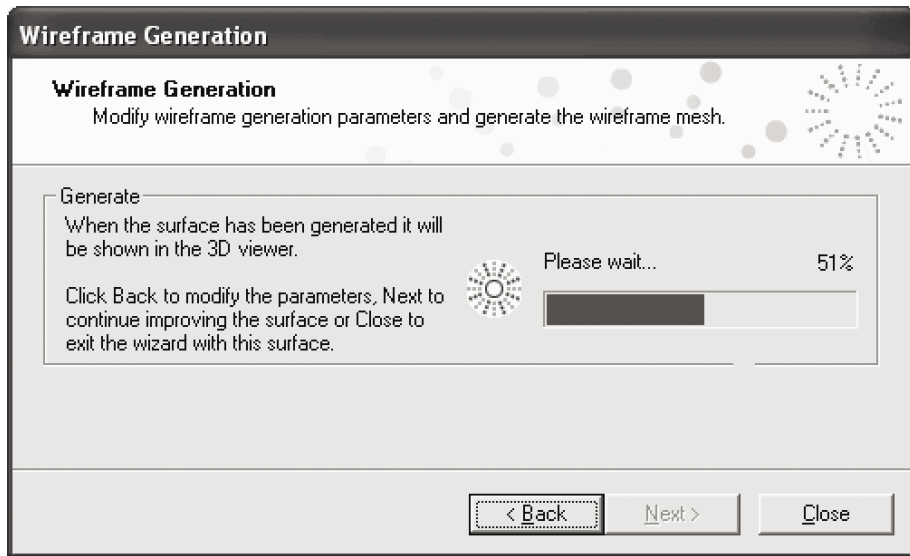 Wireframe Generation
Wireframe Generation
Modify wireframe generation parameters and generate the wireframe mesh.
Generate
When the surface has been generated it will
be shown in the 3D viewer.
Click Back to modify the parameters, Next to
continue improving the surface or Close to
exit the wizard with this surface.
Please wait... 51%
< Back Next > Close